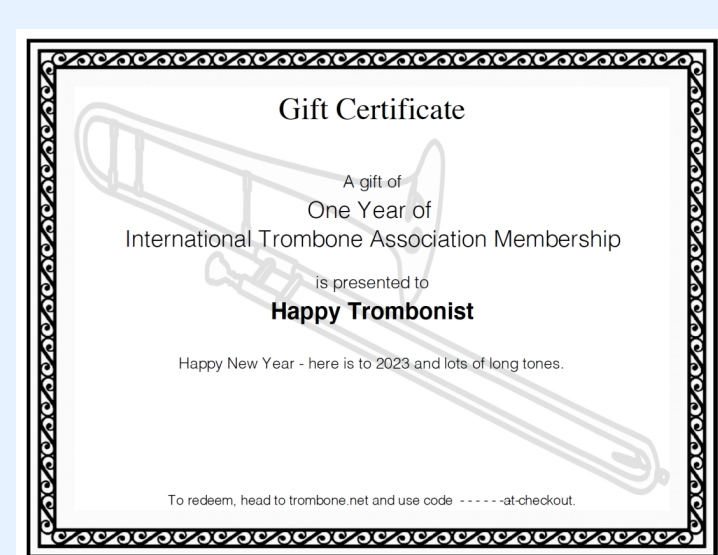 Gift Certificate
A gift of
One Year of
International Trombone Association Membership
is presented to
Happy Trombonist
Happy New Year - here is to 2023 and lots of long tones.
To redeem, head to trombone.net and use code - - - - - -at-checkout.